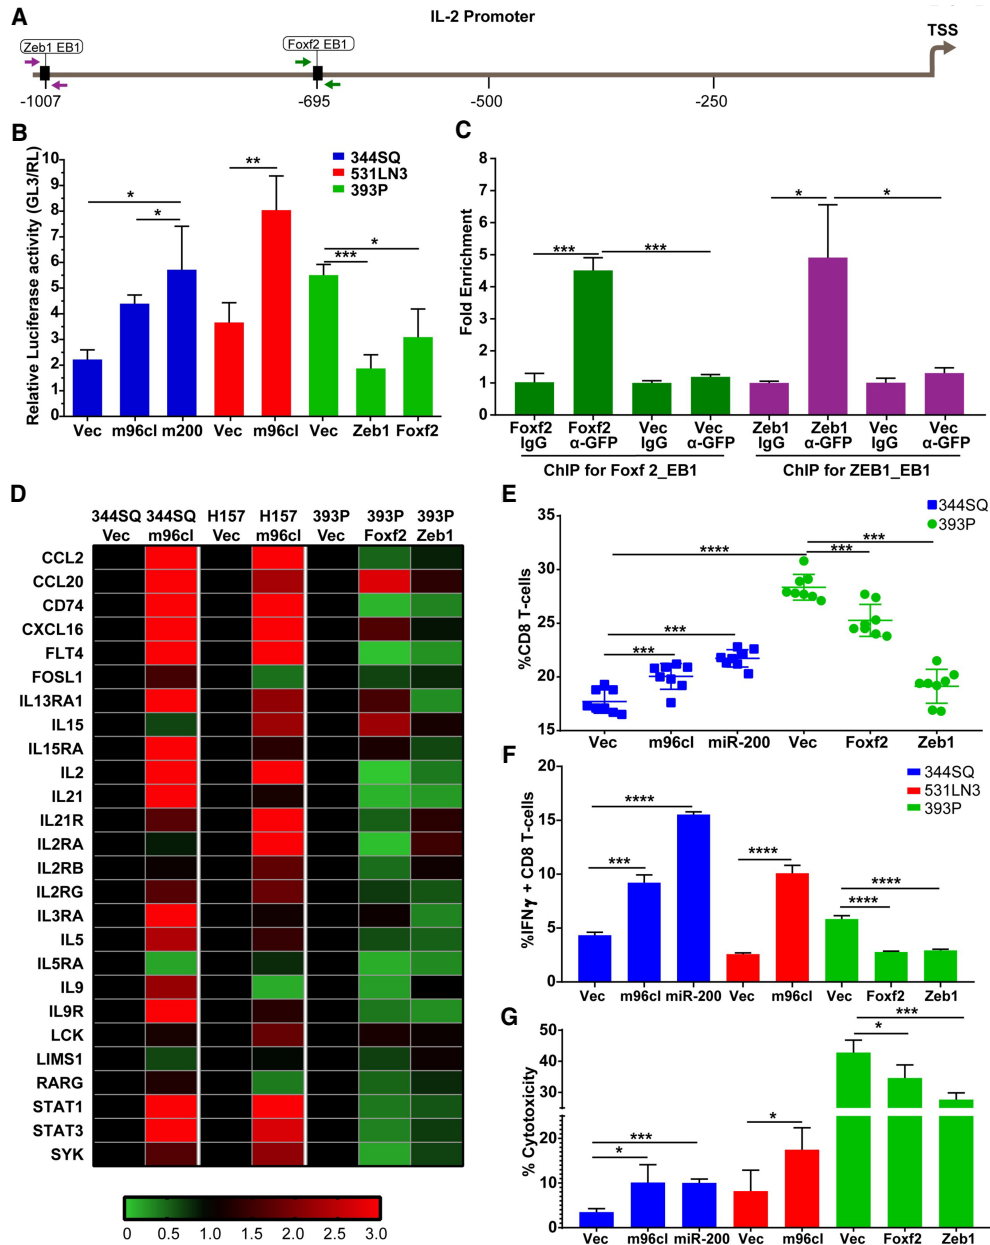 A
IL-2 Promoter
TSS
Zeb1 EB1
Foxf2 EB1
-1007
-695
-500
-250
B
Relative Luciferase activity (GL3/RL)
10
9
8
7
6
5
4
3
2
1
0
344SQ
531LN3
393P
*
*
**
***
*
Vec m96cl m200 Vec m96cl Vec Zeb1 Foxf2
C
Fold Enrichment
8
7
6
5
4
3
2
1
0
***
***
*
*
Foxf2 Foxf2 Vec Vec Zeb1 Zeb1 Vec Vec
IgG α-GFP IgG α-GFP IgG α-GFP IgG α-GFP
ChIP for Foxf 2_EB1
ChIP for ZEB1_EB1
D
344SQ 344SQ H157 H157 393P 393P 393P
Vec m96cl Vec m96cl Vec Foxf2 Zeb1
CCL2
CCL20
CD74
CXCL16
FLT4
FOSL1
IL13RA1
IL15
IL15RA
IL2
IL21
IL21R
IL2RA
IL2RB
IL2RG
IL3RA
IL5
IL5RA
IL9
IL9R
LCK
LIMS1
RARG
STAT1
STAT3
SYK
0 0.5 1.0 1.5 2.0 2.5 3.0
E
%CD8 T-cells
35
30
25
20
15
344SQ
393P
****
***
***
***
***
Vec m96cl miR-200 Vec Foxf2 Zeb1
F
%IFNγ + CD8 T-cells
20
15
10
5
0
344SQ
531LN3
393P
****
***
****
****
****
Vec m96cl miR-200 Vec m96cl Vec Foxf2 Zeb1
G
% Cytotoxicity
50
40
30
20
10
0
***
*
*
***
*
Vec m96cl miR-200 Vec m96cl Vec Foxf2 Zeb1